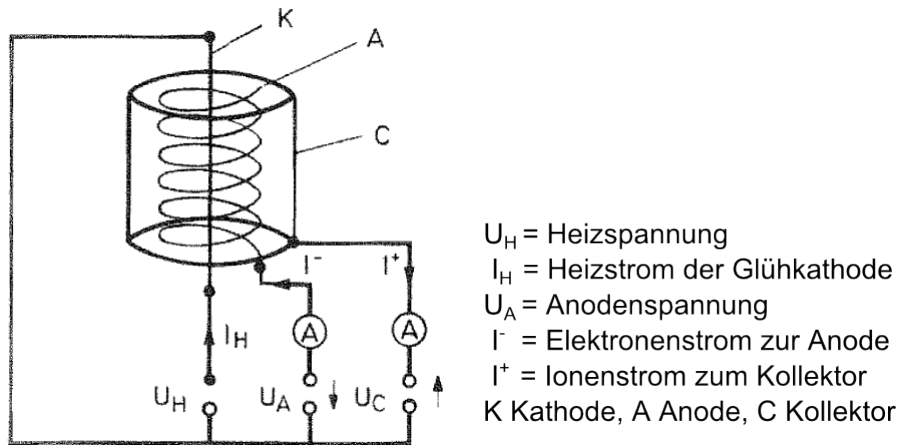 K
A
C
I⁻
I⁺
A
A
I_H
U_H
U_A
U_C
U_H = Heizspannung
I_H = Heizstrom der Glühkathode
U_A = Anodenspannung
I⁻ = Elektronenstrom zur Anode
I⁺ = Ionenstrom zum Kollektor
K Kathode, A Anode, C Kollektor